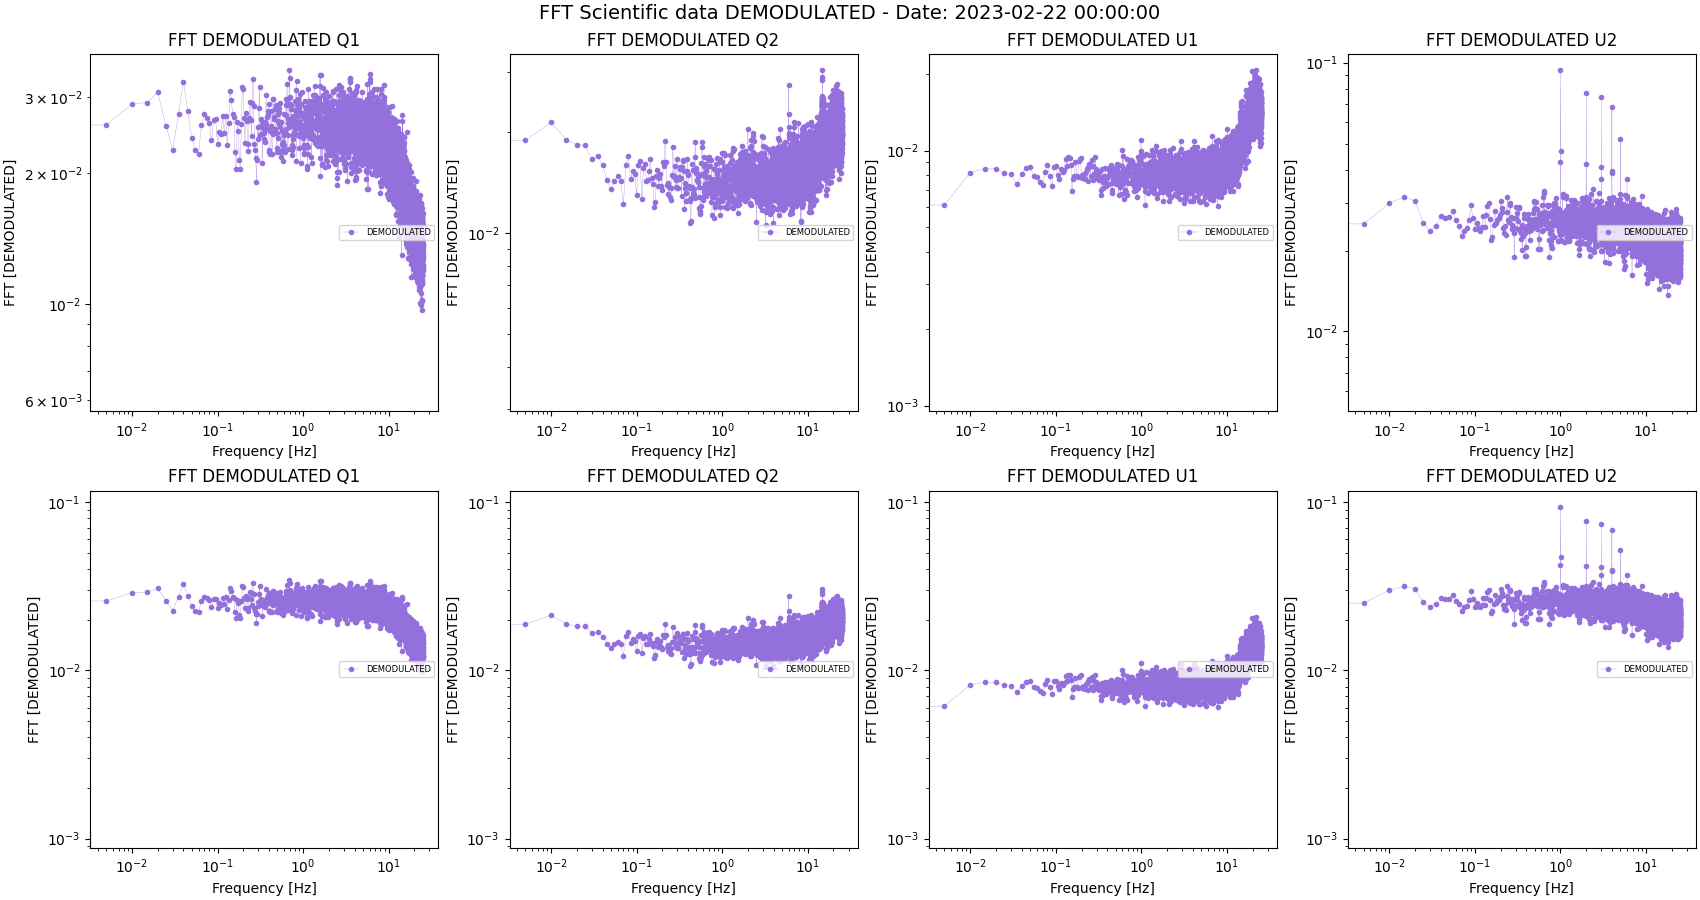 FFT Scientific data DEMODULATED - Date: 2023-02-22 00:00:00
FFT DEMODULATED Q1
FFT DEMODULATED Q2
FFT DEMODULATED U1
FFT DEMODULATED U2
FFT [DEMODULATED]
3 × 10⁻²
2 × 10⁻²
10⁻²
6 × 10⁻³
DEMODULATED
10⁻² 10⁻¹ 10⁰ 10¹
Frequency [Hz]
FFT [DEMODULATED]
10⁻²
DEMODULATED
10⁻² 10⁻¹ 10⁰ 10¹
Frequency [Hz]
FFT [DEMODULATED]
10⁻²
10⁻³
DEMODULATED
10⁻² 10⁻¹ 10⁰ 10¹
Frequency [Hz]
FFT [DEMODULATED]
10⁻¹
10⁻²
DEMODULATED
10⁻² 10⁻¹ 10⁰ 10¹
Frequency [Hz]
FFT DEMODULATED Q1
FFT DEMODULATED Q2
FFT DEMODULATED U1
FFT DEMODULATED U2
FFT [DEMODULATED]
10⁻¹
10⁻²
10⁻³
DEMODULATED
10⁻² 10⁻¹ 10⁰ 10¹
Frequency [Hz]
FFT [DEMODULATED]
10⁻¹
10⁻²
10⁻³
DEMODULATED
10⁻² 10⁻¹ 10⁰ 10¹
Frequency [Hz]
FFT [DEMODULATED]
10⁻¹
10⁻²
10⁻³
DEMODULATED
10⁻² 10⁻¹ 10⁰ 10¹
Frequency [Hz]
FFT [DEMODULATED]
10⁻¹
10⁻²
10⁻³
DEMODULATED
10⁻² 10⁻¹ 10⁰ 10¹
Frequency [Hz]